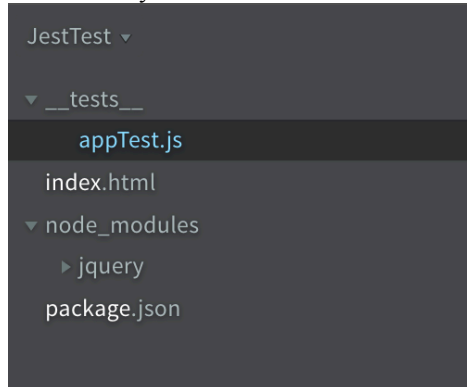 JestTest
__tests__
appTest.js
index.html
node_modules
jquery
package.json